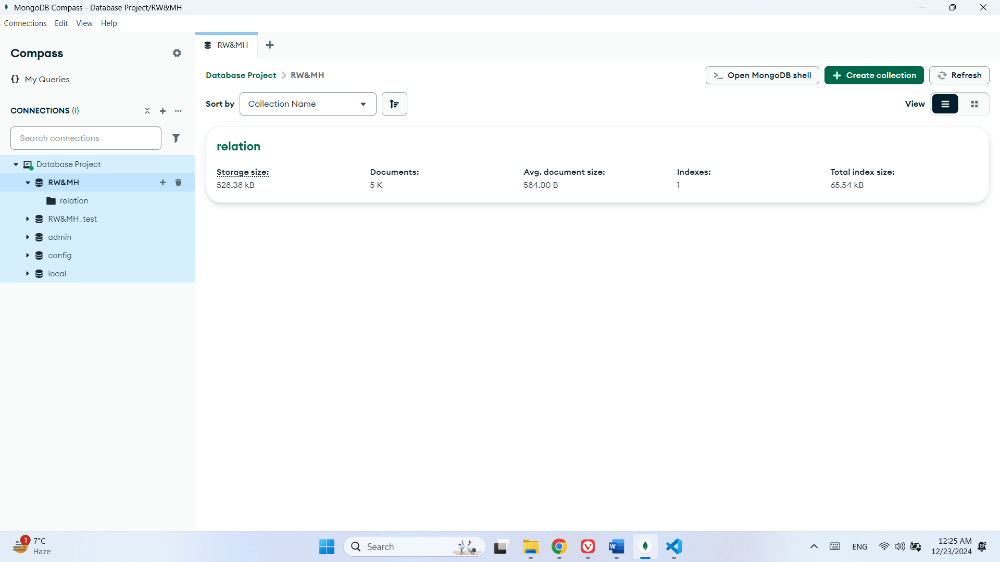 MongoDB Compass - Database Project/RW&MH
Connections Edit View Help
Compass
My Queries
CONNECTIONS (1)
Search connections
Database Project
RW&MH
relation
RW&MH_test
admin
config
local
RW&MH
Database Project RW&MH
>_ Open MongoDB shell
Create collection
Refresh
Sort by Collection Name
View
relation
Storage size: Documents: Avg. document size: Indexes: Total index size:
528.38 kB 5 K 584.00 B 1 65.54 kB
1
7°C
Haze
Search
ENG
12:25 AM
12/23/2024